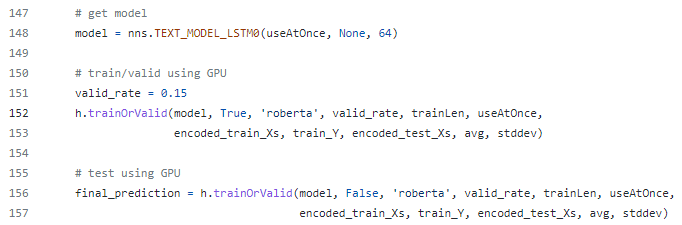 147 # get model
148 model = nns.TEXT_MODEL_LSTM0(useAtOnce, None, 64)
149
150 # train/valid using GPU
151 valid_rate = 0.15
152 h.trainOrValid(model, True, 'roberta', valid_rate, trainLen, useAtOnce,
153 encoded_train_Xs, train_Y, encoded_test_Xs, avg, stddev)
154
155 # test using GPU
156 final_prediction = h.trainOrValid(model, False, 'roberta', valid_rate, trainLen, useAtOnce,
157 encoded_train_Xs, train_Y, encoded_test_Xs, avg, stddev)